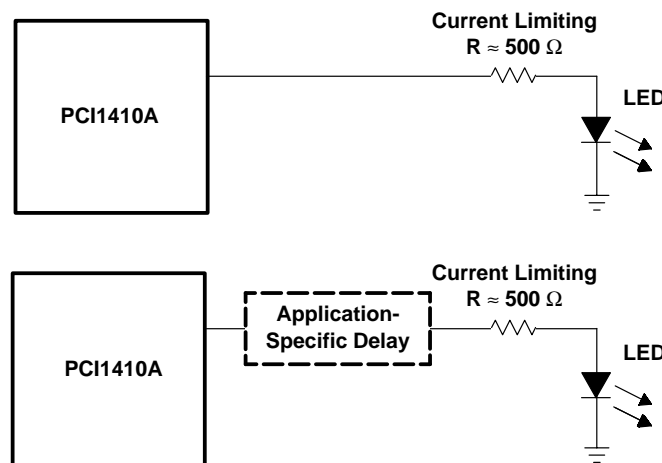 Current Limiting
R ≈ 500 Ω
LED
PCI1410A
Current Limiting
R ≈ 500 Ω
Application-
Specific Delay
LED
PCI1410A